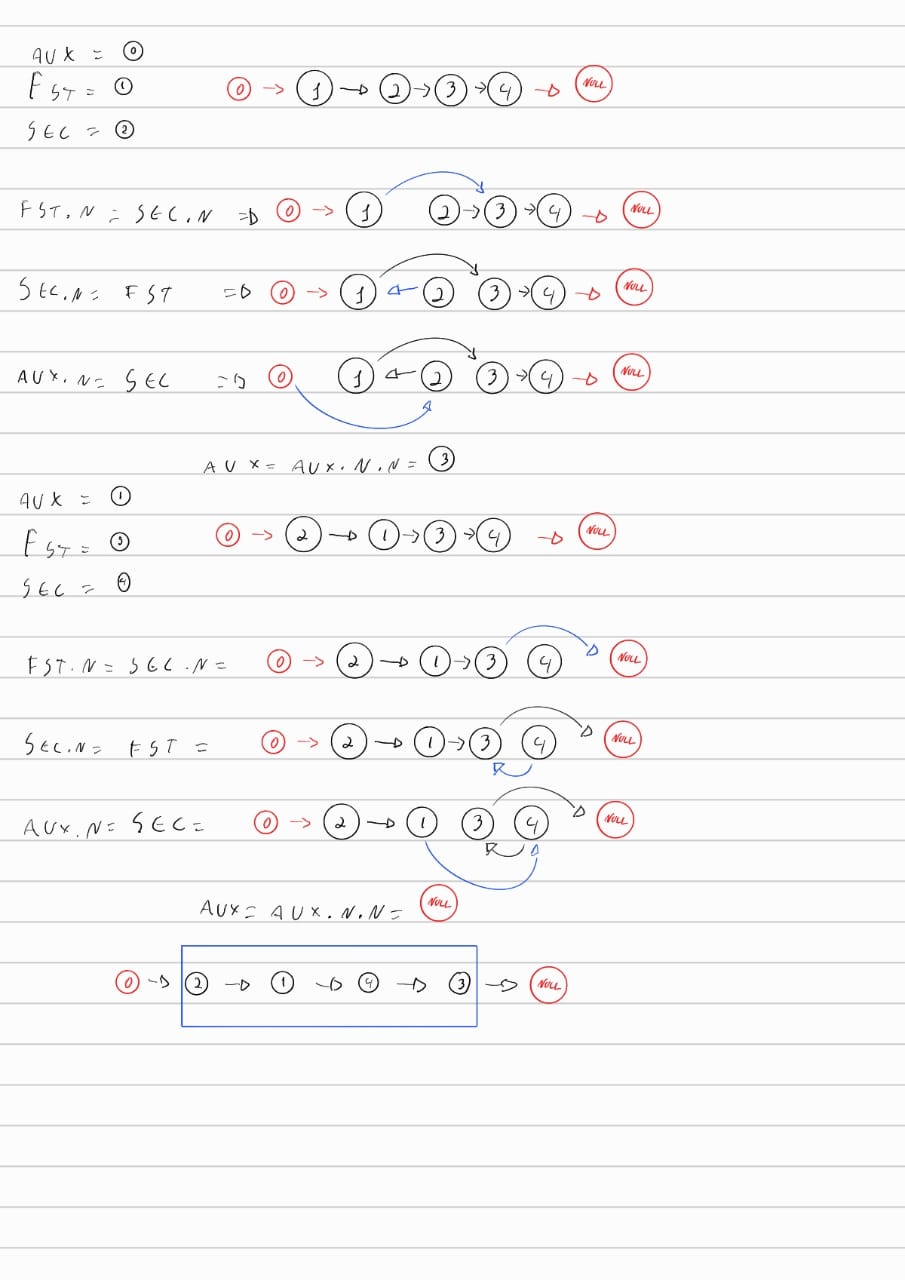 AUX = 0
FST = 1 0 → 1 → 2 → 3 → 4 → NULL
SEC = 2
FST.N = SEC.N ⇒ 0 → 1 2 → 3 → 4 → NULL
SEC.N = FST ⇒ 0 → 1 ← 2 3 → 4 → NULL
AUX.N = SEC ⇒ 0 1 ← 2 3 → 4 → NULL
AUX = AUX.N.N = 3
AUX = 1
FST = 3 0 → 2 → 1 → 3 → 4 → NULL
SEC = 4
FST.N = SEC.N = 0 → 2 → 1 → 3 4 NULL
SEC.N = FST = 0 → 2 → 1 → 3 4 NULL
AUX.N = SEC = 0 → 2 → 1 3 4 NULL
AUX = AUX.N.N = NULL
0 → 2 → 1 → 4 → 3 → NULL